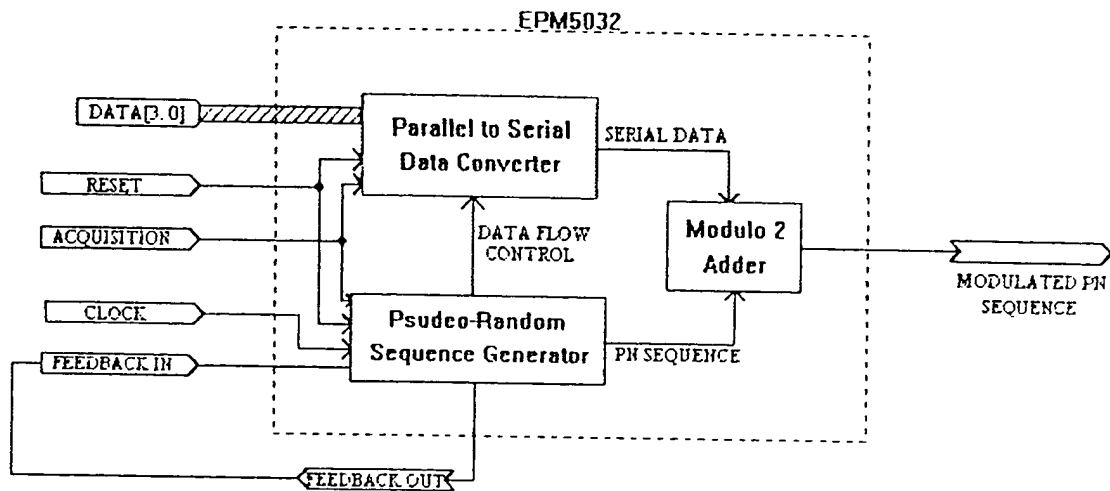 EPM5032
DATA[3.0]
Parallel to Serial
Data Converter
SERIAL DATA
RESET
ACQUISITION
DATA FLOW
CONTROL
Modulo 2
Adder
MODULATED PN
SEQUENCE
CLOCK
Psudeo-Random
Sequence Generator
FEEDBACK IN
PN SEQUENCE
FEEDBACK OUT